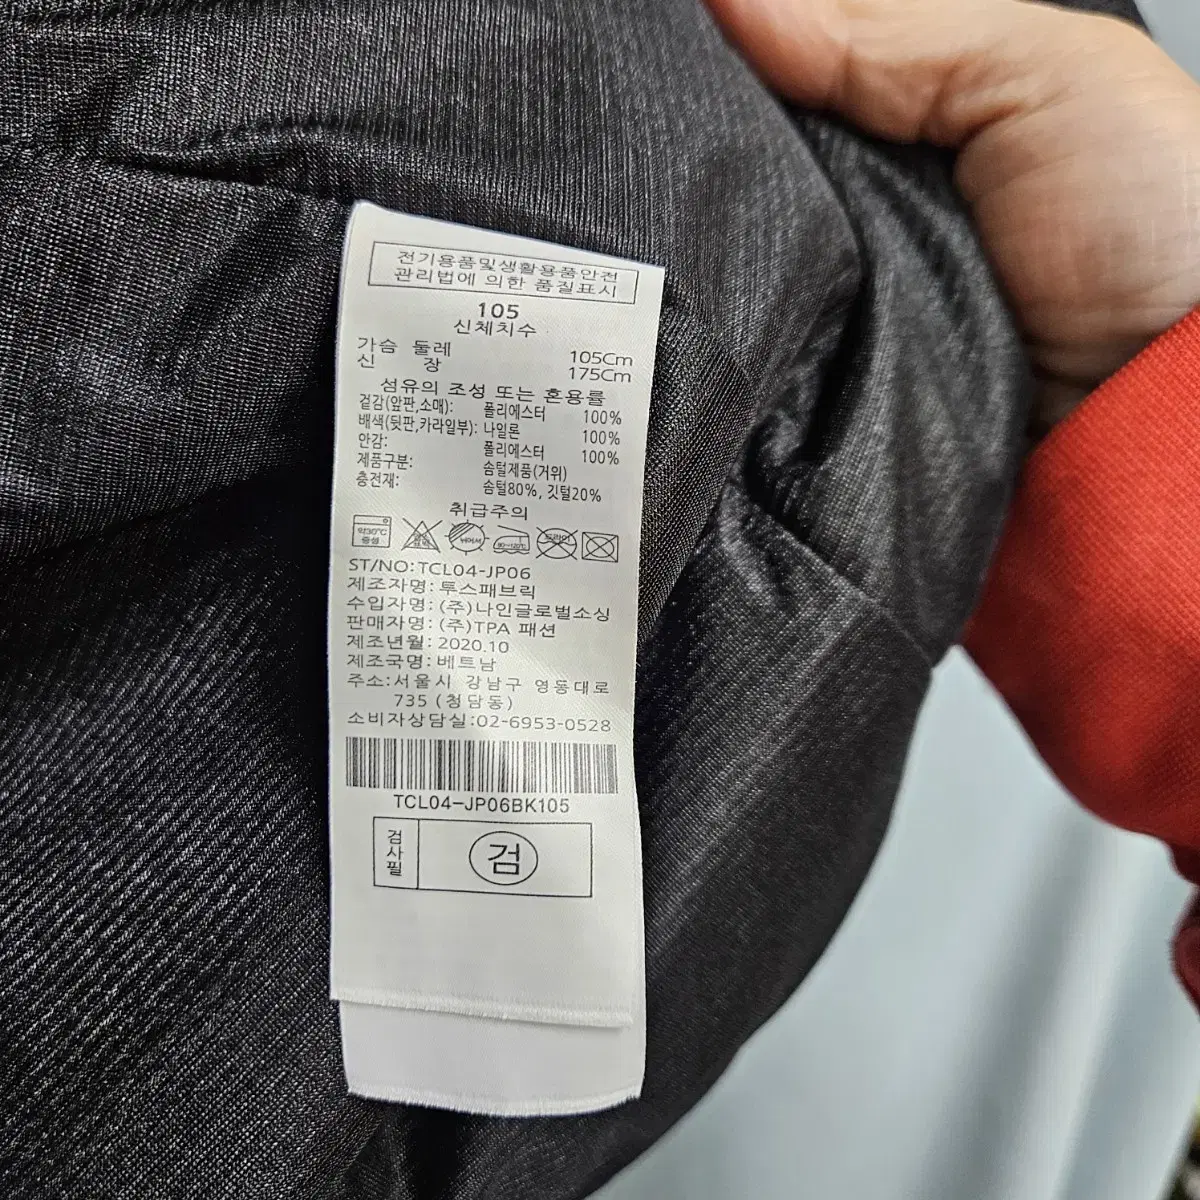 전기용품및생활용품안전
관리법에 의한 품질표시
105
신체치수
가슴 둘레 105Cm
신 장 175Cm
섬유의 조성 또는 혼용률
겉감(앞판,소매): 폴리에스터 100%
배색(뒷판,카라일부): 나일론 100%
안감: 폴리에스터 100%
제품구분: 솜털제품(거위)
충전재: 솜털80%, 깃털20%
취급주의
약30℃
중성
ST/NO:TCL04-JP06
제조자명:투스패브릭
수입자명:(주)나인글로벌소싱
판매자명:(주)TPA 패션
제조년월:2020.10
제조국명:베트남
주소:서울시 강남구 영동대로
735 (청담동)
소비자상담실:02-6953-0528
TCL04-JP06BK105
검사필
검